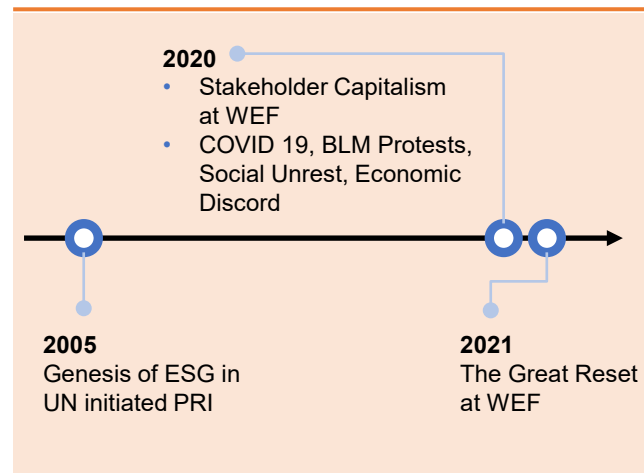 2020
• Stakeholder Capitalism
at WEF
• COVID 19, BLM Protests,
Social Unrest, Economic
Discord
2005
Genesis of ESG in
UN initiated PRI
2021
The Great Reset
at WEF